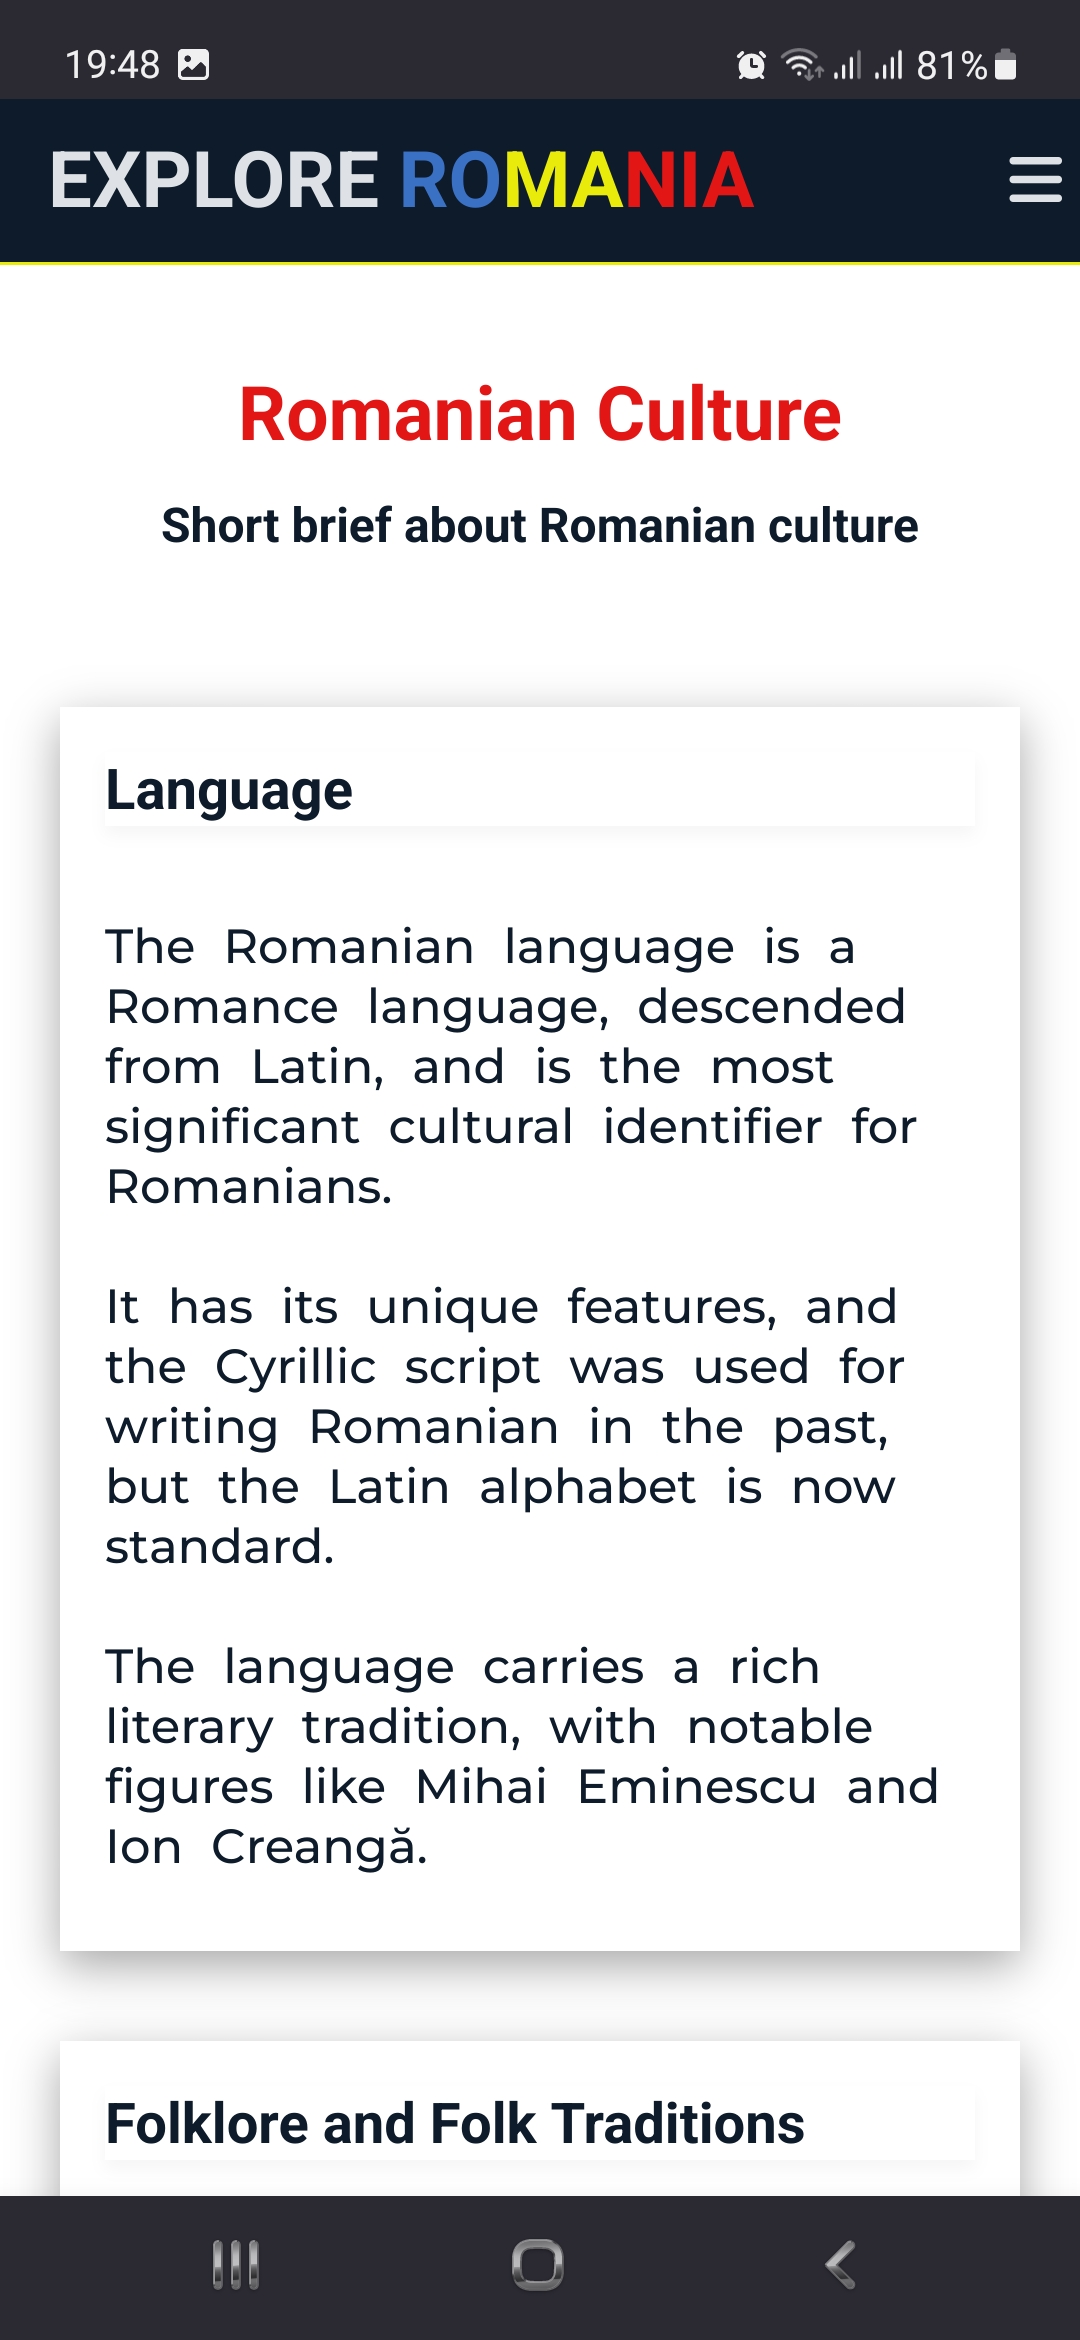 19:48
81%
EXPLORE ROMANIA
Romanian Culture
Short brief about Romanian culture
Language
The Romanian language is a
Romance language, descended
from Latin, and is the most
significant cultural identifier for
Romanians.
It has its unique features, and
the Cyrillic script was used for
writing Romanian in the past,
but the Latin alphabet is now
standard.
The language carries a rich
literary tradition, with notable
figures like Mihai Eminescu and
Ion Creangă.
Folklore and Folk Traditions